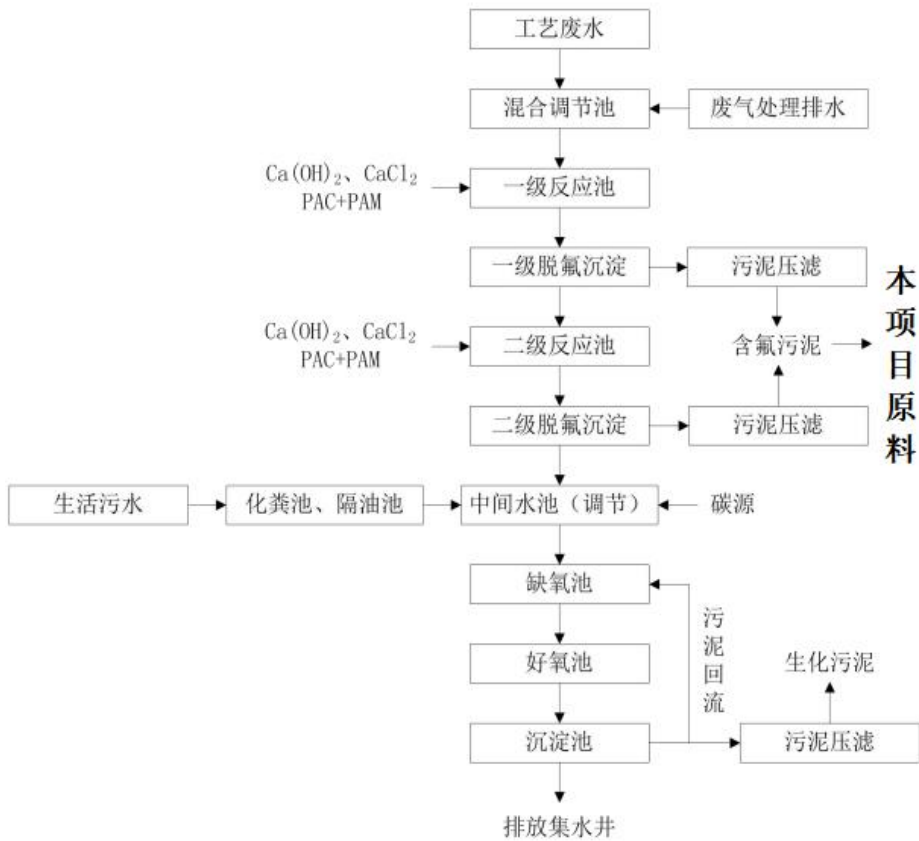 工艺废水
混合调节池
废气处理排水
Ca(OH)₂、CaCl₂
PAC+PAM
一级反应池
一级脱氟沉淀
污泥压滤
Ca(OH)₂、CaCl₂
PAC+PAM
二级反应池
含氟污泥
本项目原料
二级脱氟沉淀
污泥压滤
生活污水
化粪池、隔油池
中间水池（调节）
碳源
缺氧池
污泥回流
好氧池
生化污泥
沉淀池
污泥压滤
排放集水井